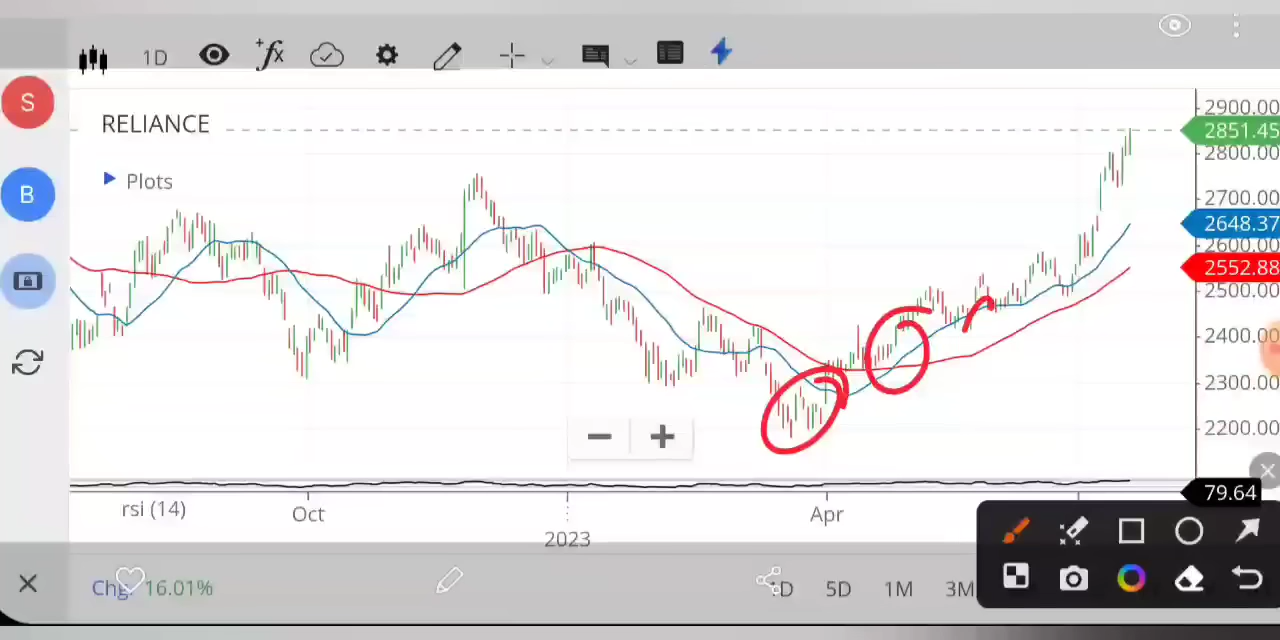 1D
fx
S
RELIANCE
2900.00
2851.45
2800.00
Plots
B
2700.00
2648.37
2600.00
2552.88
2500.00
2400.00
2300.00
2200.00
79.64
rsi (14)
Oct
Apr
2023
Chg 16.01%
D
5D
1M
3M